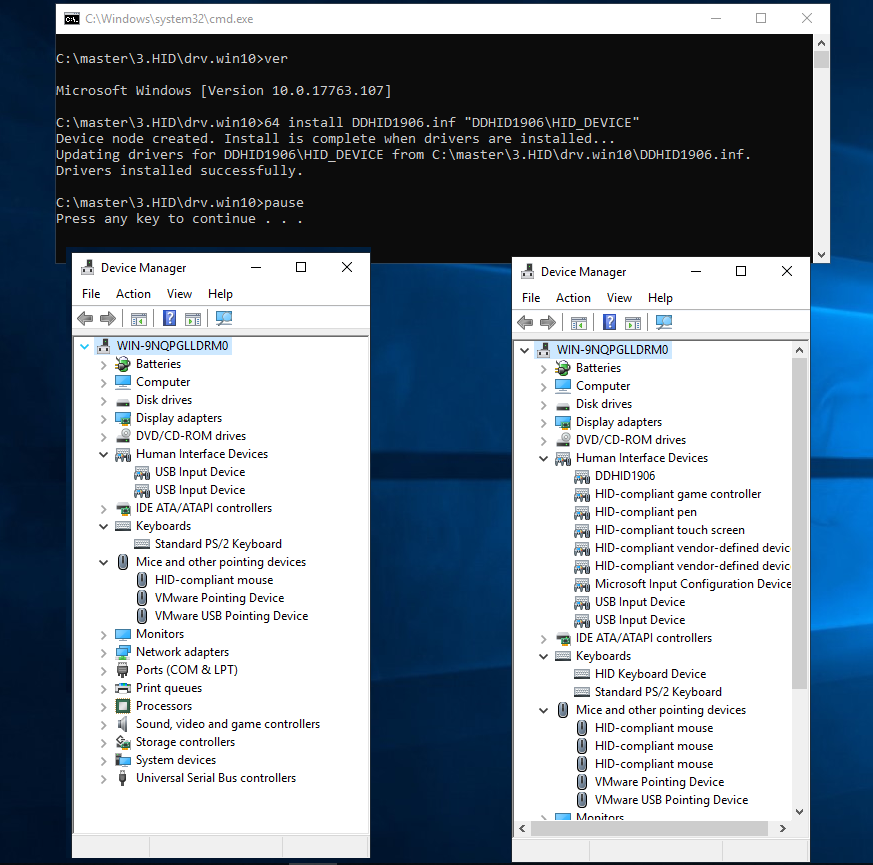 C:\Windows\system32\cmd.exe
C:\master\3.HID\drv.win10>ver
Microsoft Windows [Version 10.0.17763.107]
C:\master\3.HID\drv.win10>64 install DDHID1906.inf "DDHID1906\HID_DEVICE"
Device node created. Install is complete when drivers are installed...
Updating drivers for DDHID1906\HID_DEVICE from C:\master\3.HID\drv.win10\DDHID1906.inf.
Drivers installed successfully.
C:\master\3.HID\drv.win10>pause
Press any key to continue . . .
Device Manager
File Action View Help
WIN-9NQPGLLDRM0
Batteries
Computer
Disk drives
Display adapters
DVD/CD-ROM drives
Human Interface Devices
USB Input Device
USB Input Device
IDE ATA/ATAPI controllers
Keyboards
Standard PS/2 Keyboard
Mice and other pointing devices
HID-compliant mouse
VMware Pointing Device
VMware USB Pointing Device
Monitors
Network adapters
Ports (COM & LPT)
Print queues
Processors
Sound, video and game controllers
Storage controllers
System devices
Universal Serial Bus controllers
Device Manager
File Action View Help
WIN-9NQPGLLDRM0
Batteries
Computer
Disk drives
Display adapters
DVD/CD-ROM drives
Human Interface Devices
DDHID1906
HID-compliant game controller
HID-compliant pen
HID-compliant touch screen
HID-compliant vendor-defined devic
HID-compliant vendor-defined devic
Microsoft Input Configuration Device
USB Input Device
USB Input Device
IDE ATA/ATAPI controllers
Keyboards
HID Keyboard Device
Standard PS/2 Keyboard
Mice and other pointing devices
HID-compliant mouse
HID-compliant mouse
HID-compliant mouse
VMware Pointing Device
VMware USB Pointing Device
Monitors